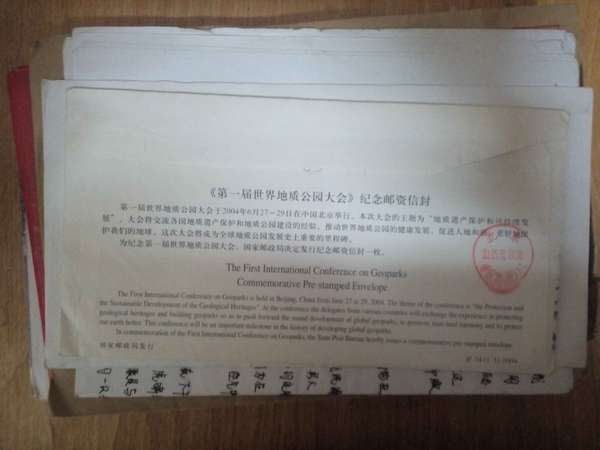 《第一届世界地质公园大会》纪念邮资信封
第一届世界地质公园大会于2004年6月27－29日在中国北京举行。本次大会的主题为“地质遗产保护和可持续发
展”。大会将交流各国地质遗产保护和地质公园建设的经验，推动世界地质公园的健康发展，促进人地和谐，更好地保
护我们的地球。这次大会将成为全球地质公园发展史上重要的里程碑。
为纪念第一届世界地质公园大会，国家邮政局决定发行纪念邮资信封一枚。
The First International Conference on Geoparks
Commemorative Pre-stamped Envelope
The First International Conference on Geoparks is held in Beijing, China from June 27 to 29, 2004. The theme of the conference is "the Protection and
the Sustainable Development of the Geological Heritages". At the conference the delegates from various countries will exchange the experience in protecting
geological heritages and building geoparks so as to push forward the sound development of global geoparks, to promote man-land harmony and to protect
our earth better. This conference will be an important milestone in the history of developing global geoparks.
In commemoration of the First International Conference on Geoparks, the State Post Bureau hereby issues a commemorative pre-stamped envelope.
国家邮政局发行